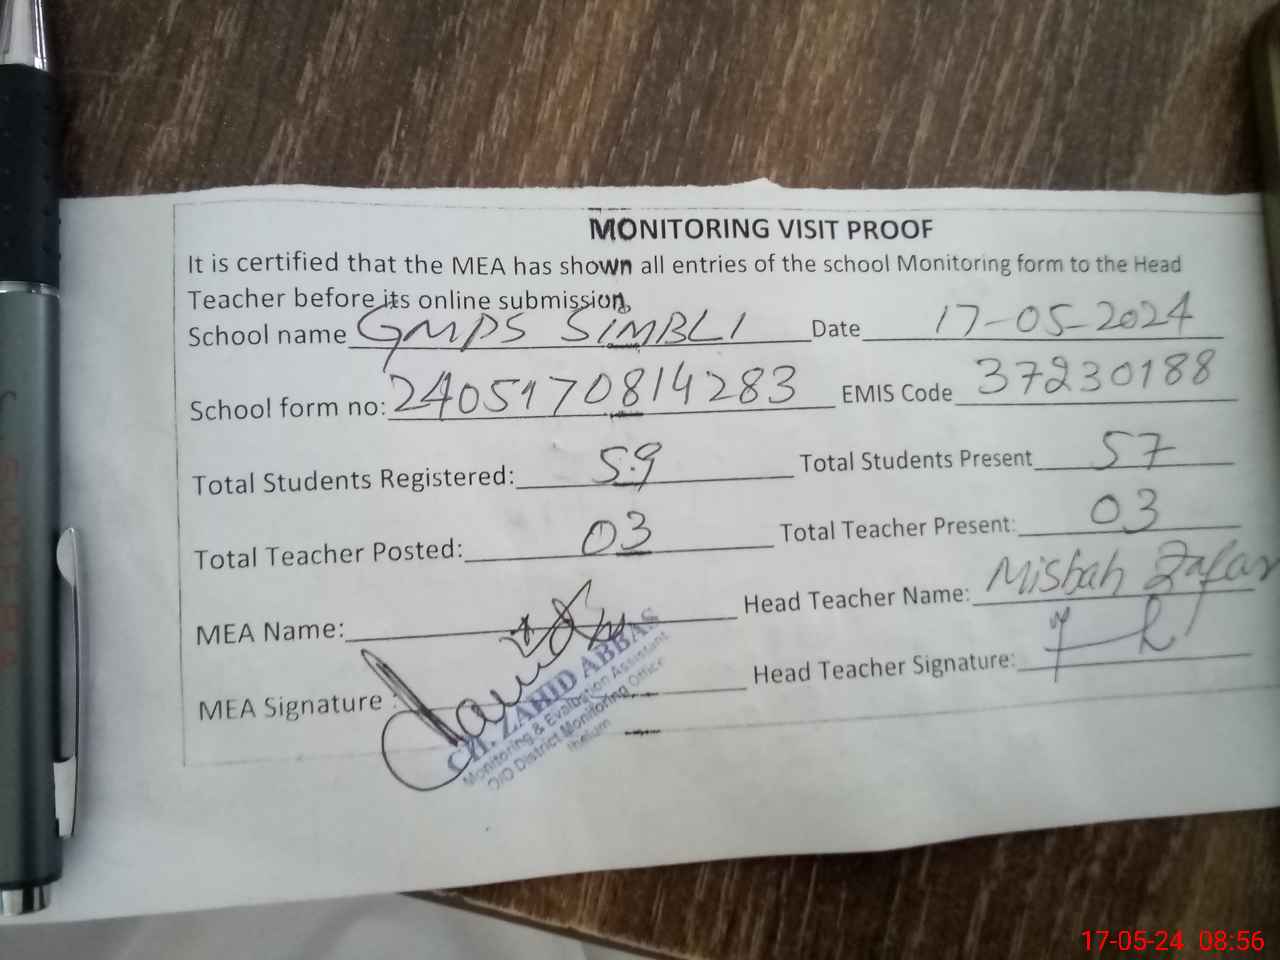 MONITORING VISIT PROOF
It is certified that the MEA has shown all entries of the school Monitoring form to the Head
Teacher before its online submission.
School name GMPS SIMBLI Date 17-05-2024
School form no: 2405170814283 EMIS Code 37230188
Total Students Registered: 59 Total Students Present 57
Total Teacher Posted: 03 Total Teacher Present: 03
MEA Name: Head Teacher Name: Misbah Zafar
MEA Signature : Head Teacher Signature:
CH. ZAHID ABBAS
Monitoring & Evaluation Assistant
O/O District Monitoring Office
Jhelum
17-05-24 08:56